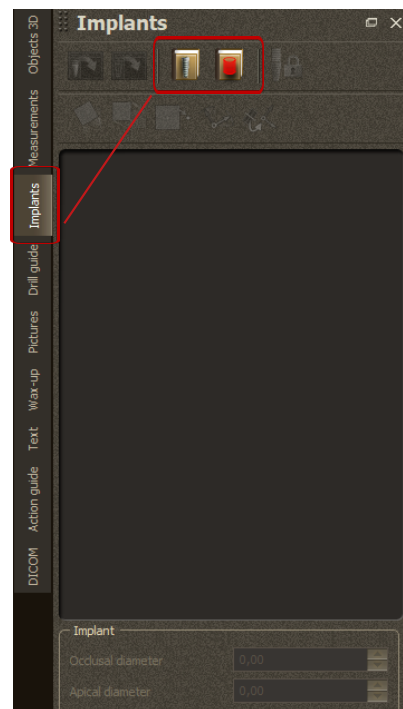 Implants
Objects 3D
Measurements
Implants
Drill guide
Pictures
Wax-up
Text
Action guide
DICOM
Implant
Occlusal diameter 0,00
Apical diameter 0,00